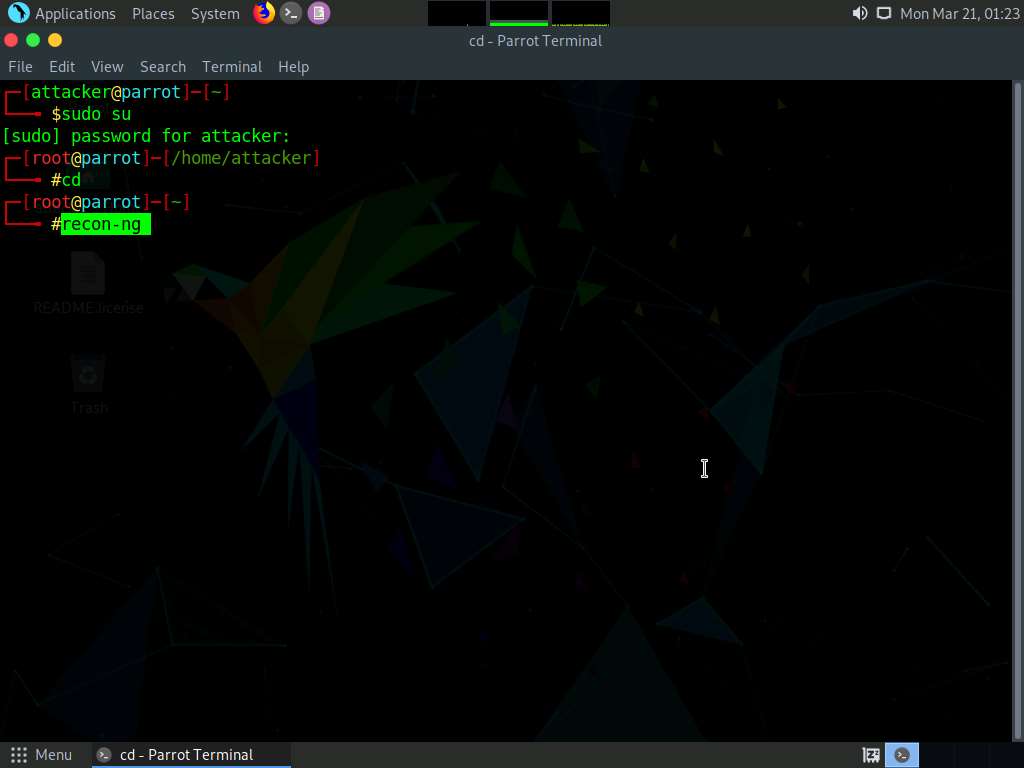 Applications Places System Mon Mar 21, 01:23
cd - Parrot Terminal
File Edit View Search Terminal Help
┌─[attacker@parrot]─[~]
└──╼ $sudo su
[sudo] password for attacker:
┌─[root@parrot]─[/home/attacker]
└──╼ #cd
┌─[root@parrot]─[~]
└──╼ #recon-ng
README.license
Trash
Menu cd - Parrot Terminal